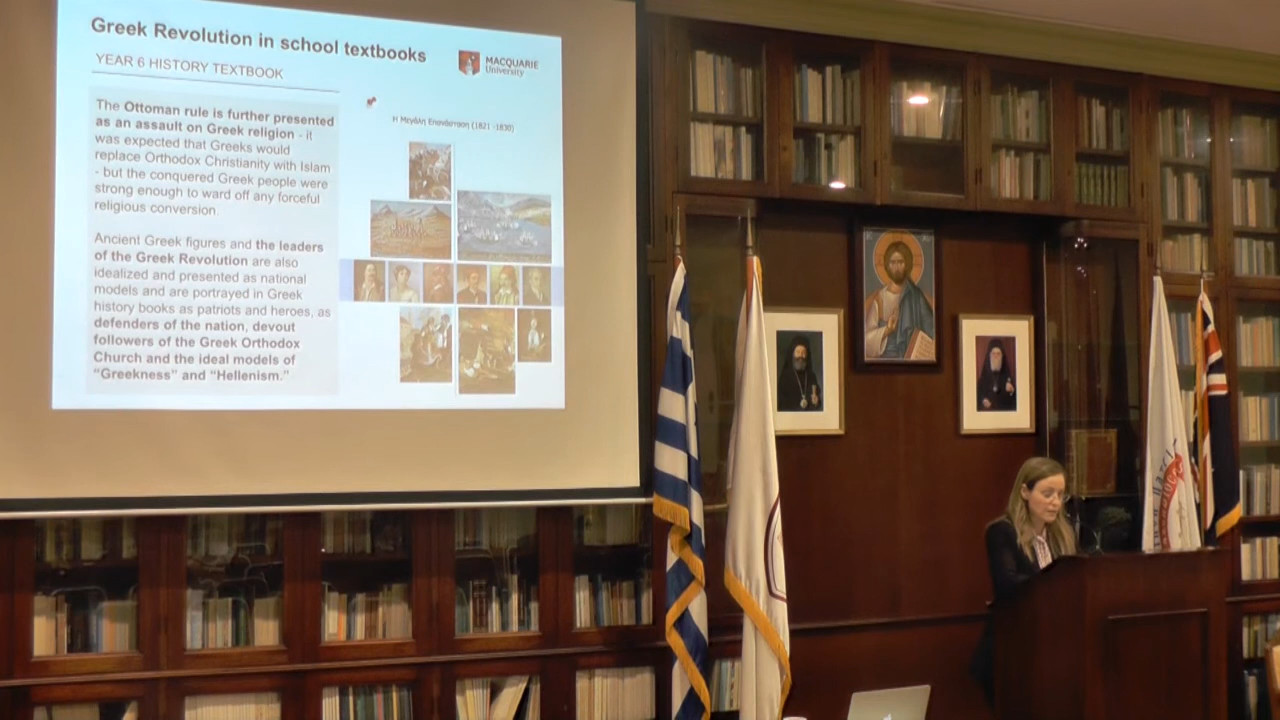 Greek Revolution in school textbooks
MACQUARIE
University
YEAR 6 HISTORY TEXTBOOK
The Ottoman rule is further presented
as an assault on Greek religion - it
was expected that Greeks would
replace Orthodox Christianity with Islam
- but the conquered Greek people were
strong enough to ward off any forceful
religious conversion.
Ancient Greek figures and the leaders
of the Greek Revolution are also
idealized and presented as national
models and are portrayed in Greek
history books as patriots and heroes, as
defenders of the nation, devout
followers of the Greek Orthodox
Church and the ideal models of
“Greekness” and “Hellenism.”
Η Μεγάλη Επανάσταση (1821 -1830)